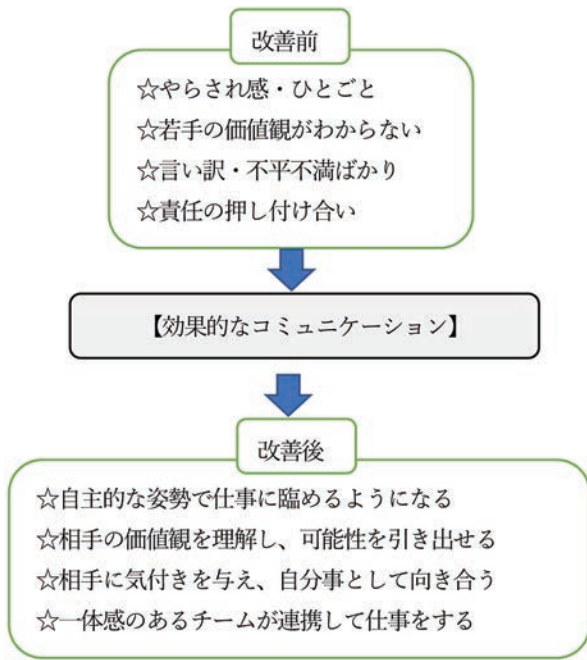 改善前
☆やらされ感・ひとごと
☆若手の価値観がわからない
☆言い訳・不平不満ばかり
☆責任の押し付け合い
【効果的なコミュニケーション】
改善後
☆自主的な姿勢で仕事に臨めるようになる
☆相手の価値観を理解し、可能性を引き出せる
☆相手に気付きを与え、自分事として向き合う
☆一体感のあるチームが連携して仕事をする